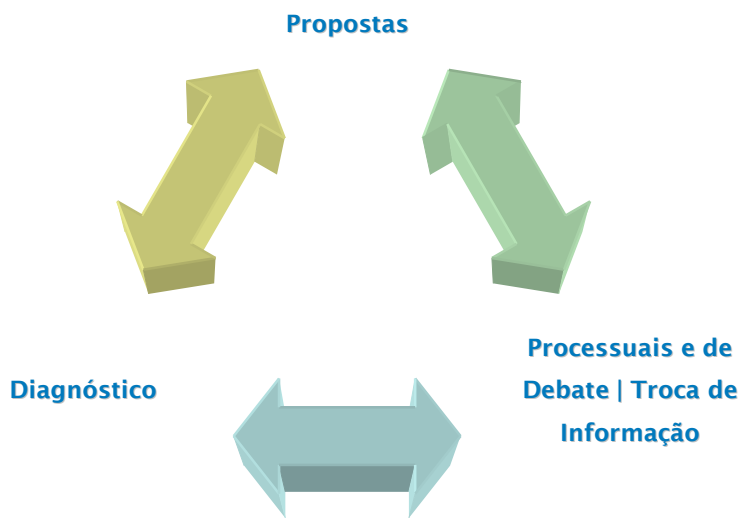 Propostas
Diagnóstico
Processuais e de
Debate | Troca de
Informação